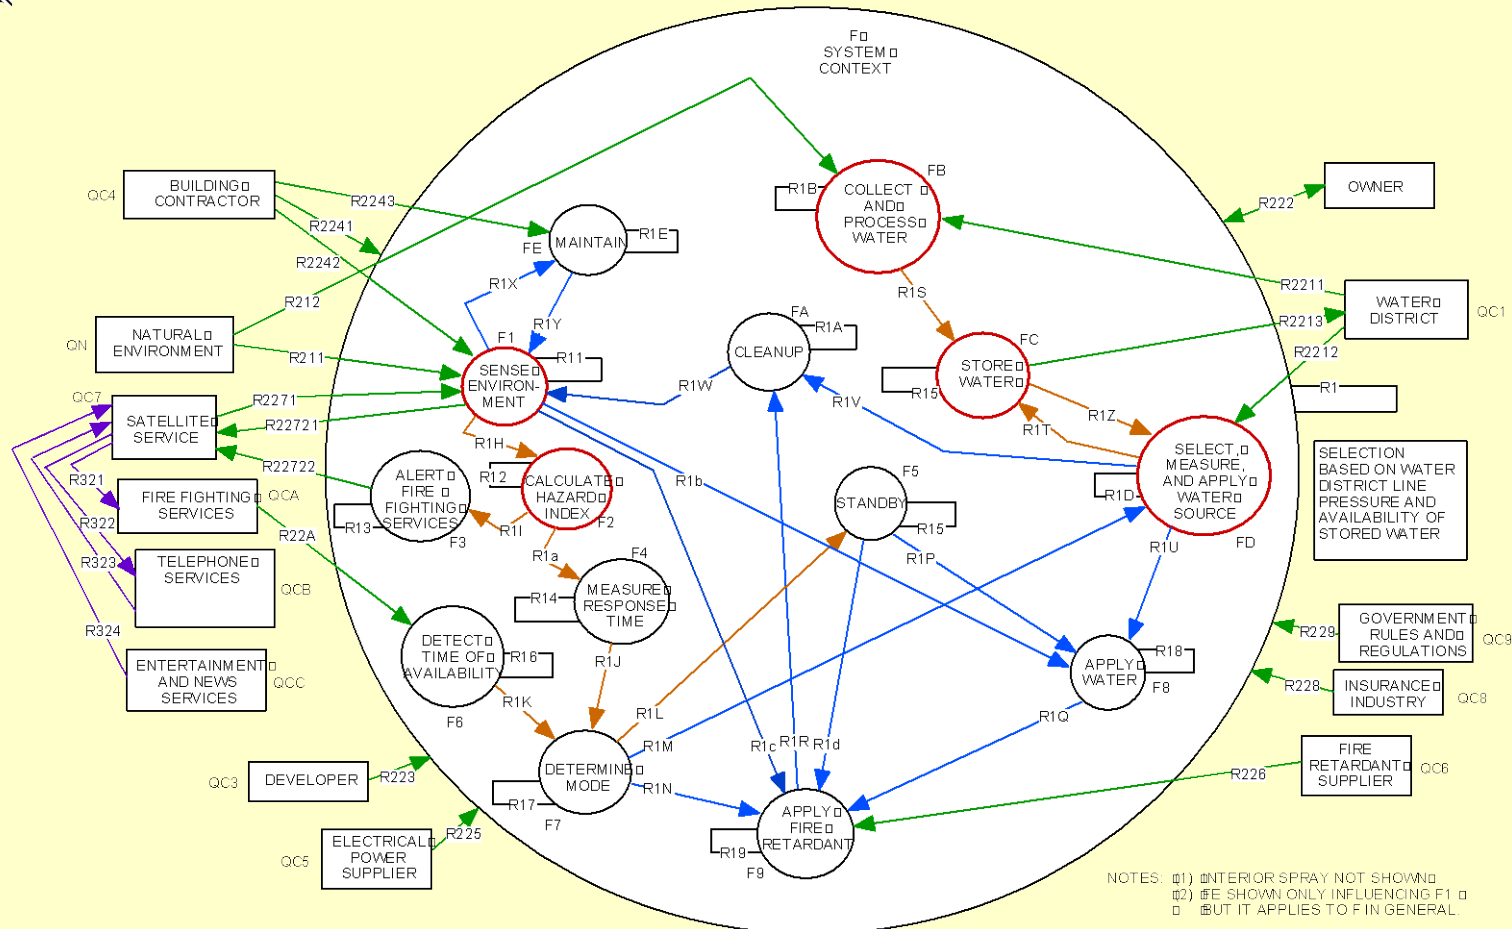 F
SYSTEM
CONTEXT
QC4
BUILDING
CONTRACTOR
R2243
R2241
R2242
FE
MAINTAIN
R1E
R1B
COLLECT
AND
PROCESS
WATER
FB
R222
OWNER
QN
NATURAL
ENVIRONMENT
R212
R211
R1X
R1Y
F1
SENSE
ENVIRON-
MENT
R11
FA
CLEANUP
R1A
R1W
R1S
FC
STORE
WATER
R15
R1V
R1T
R1Z
R2211
R2213
R2212
WATER
DISTRICT
QC1
R1
QC7
SATELLITE
SERVICE
R2271
R22721
R22722
R1H
R12
CALCULATE
HAZARD
INDEX
F2
R1b
ALERT
FIRE
FIGHTING
SERVICES
F3
R13
R1I
R1a
F5
STANDBY
R15
R1P
SELECT,
MEASURE,
AND APPLY
WATER
SOURCE
FD
R1D
R1U
SELECTION
BASED ON WATER
DISTRICT LINE
PRESSURE AND
AVAILABILITY OF
STORED WATER
R321
R322
R323
R324
FIRE FIGHTING
SERVICES
QCA
R22A
TELEPHONE
SERVICES
QCB
ENTERTAINMENT
AND NEWS
SERVICES
QCC
F4
MEASURE
RESPONSE
TIME
R14
R1J
DETECT
TIME OF
AVAILABILITY
R16
F6
R1K
R1L
R1M
R1N
R1c
R1R
R1d
R1Q
APPLY
WATER
R18
F8
R229
GOVERNMENT
RULES AND
REGULATIONS
QC9
R228
INSURANCE
INDUSTRY
QC8
QC3
DEVELOPER
R223
DETERMINE
MODE
R17
F7
R226
FIRE
RETARDANT
SUPPLIER
QC6
QC5
ELECTRICAL
POWER
SUPPLIER
R225
APPLY
FIRE
RETARDANT
R19
F9
NOTES: (1) INTERIOR SPRAY NOT SHOWN
(2) FE SHOWN ONLY INFLUENCING F1
BUT IT APPLIES TO F IN GENERAL.